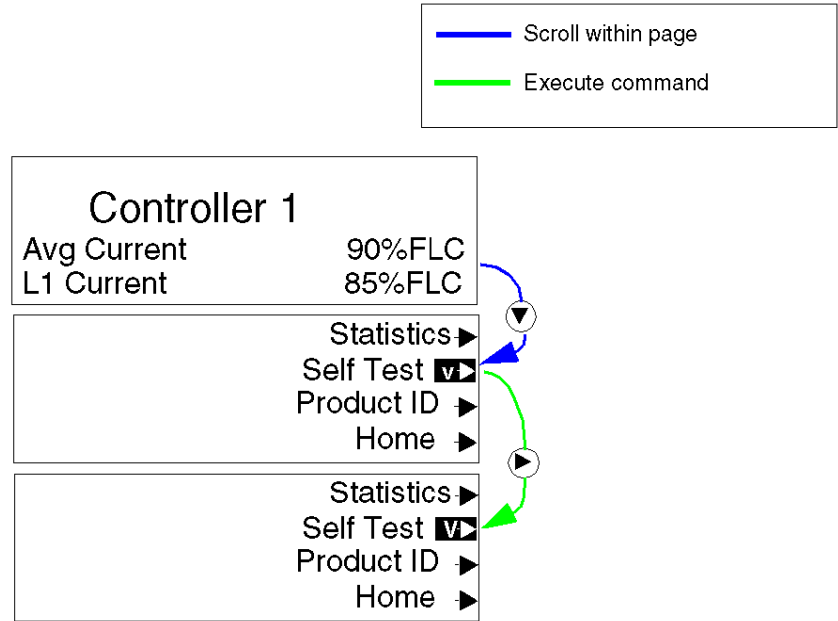 Scroll within page
Execute command
Controller 1
Avg Current 90%FLC
L1 Current 85%FLC
Statistics
Self Test v
Product ID
Home
Statistics
Self Test V
Product ID
Home